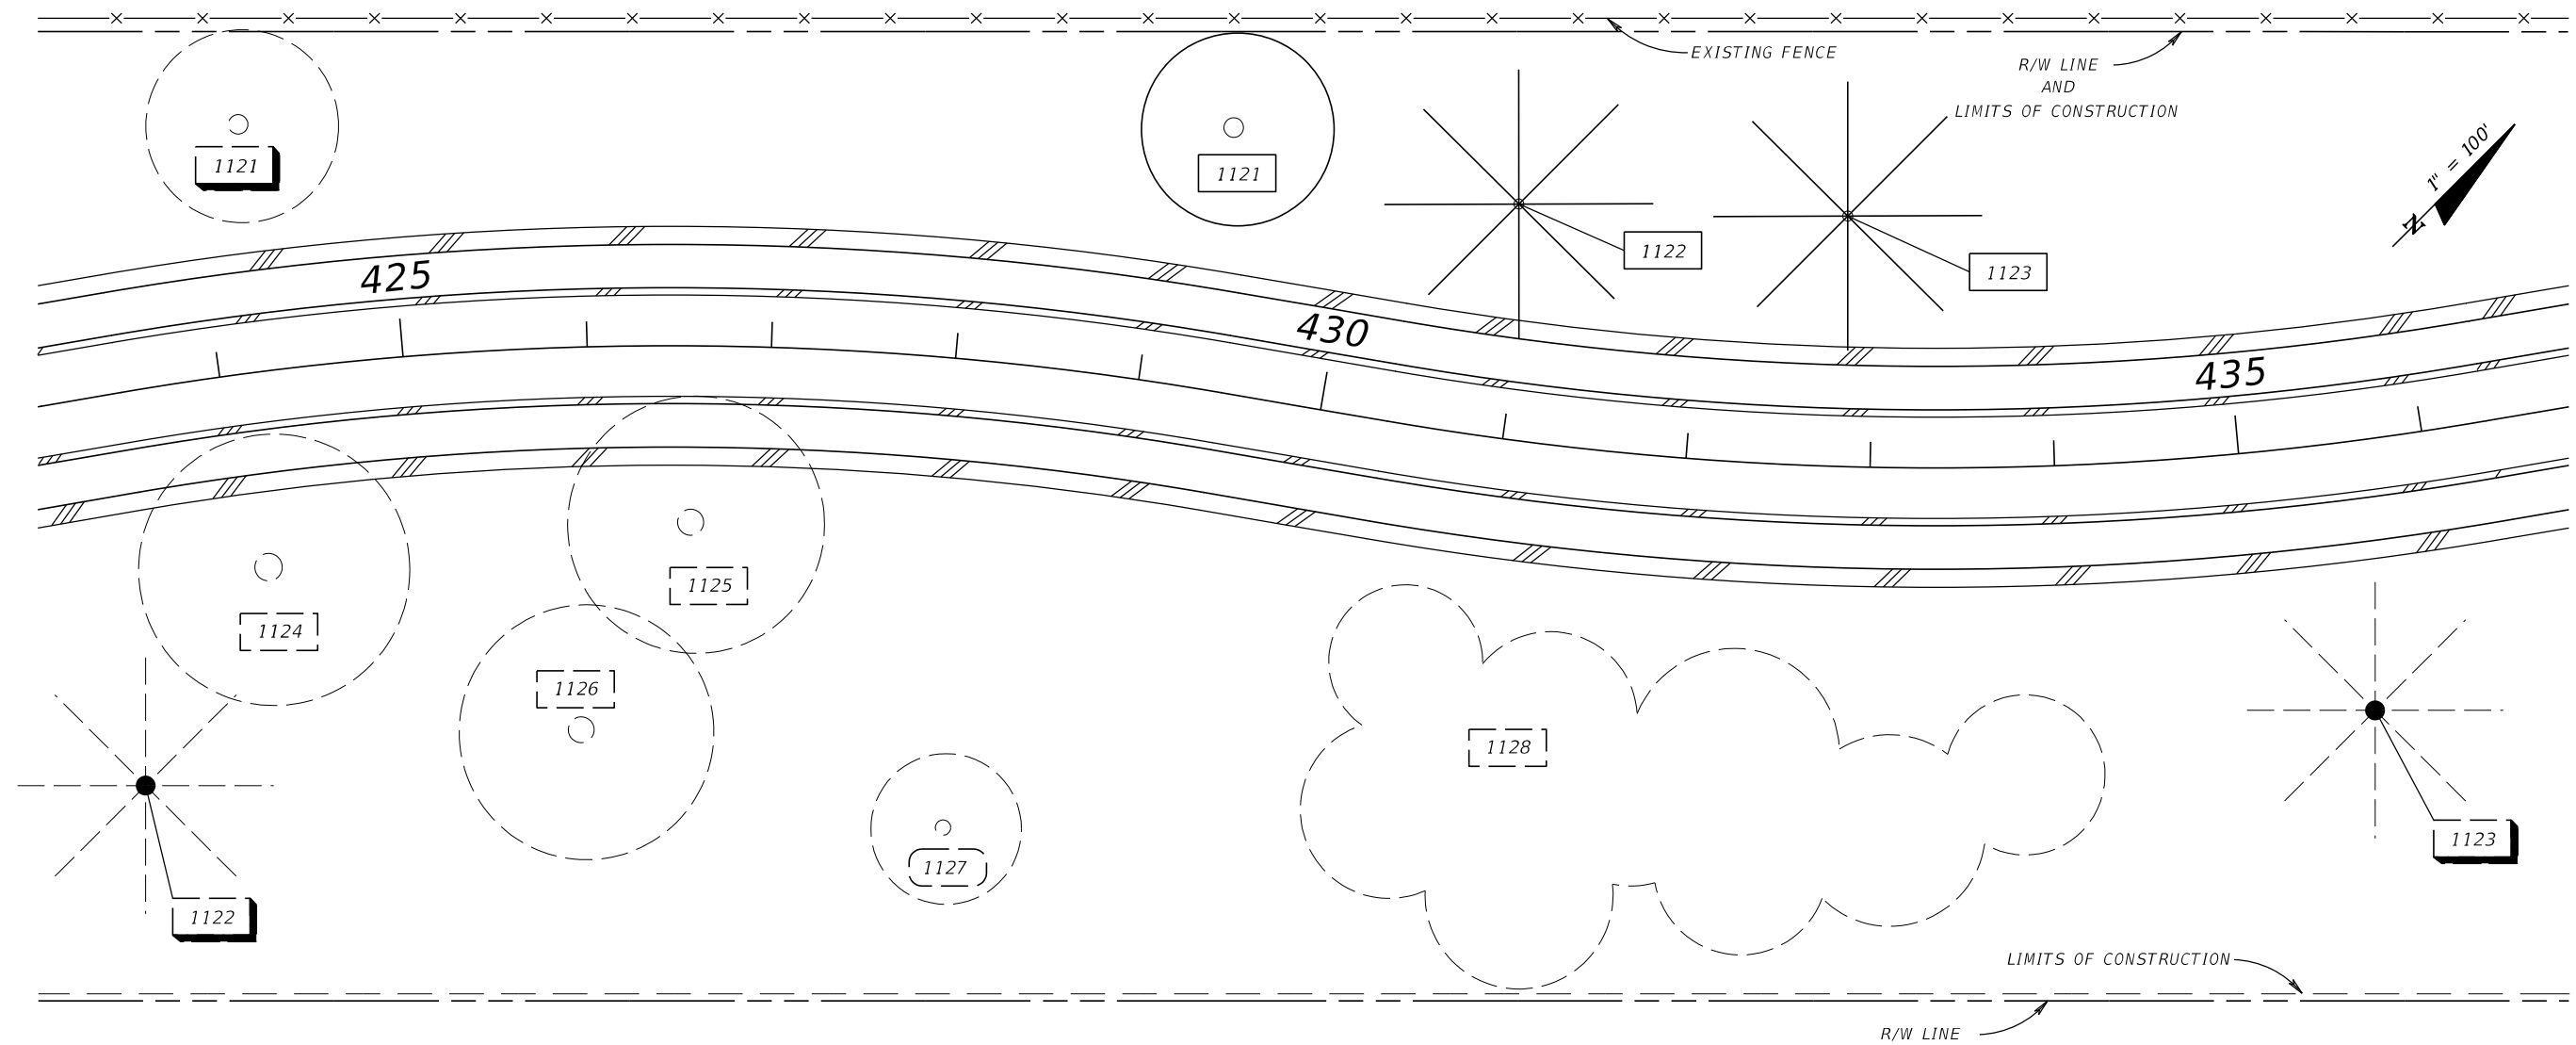 EXISTING FENCE
R/W LINE
AND
LIMITS OF CONSTRUCTION
1" = 100'
N
1121
1121
1122
1123
425
430
435
1124
1125
1126
1127
1128
1122
1123
LIMITS OF CONSTRUCTION
R/W LINE